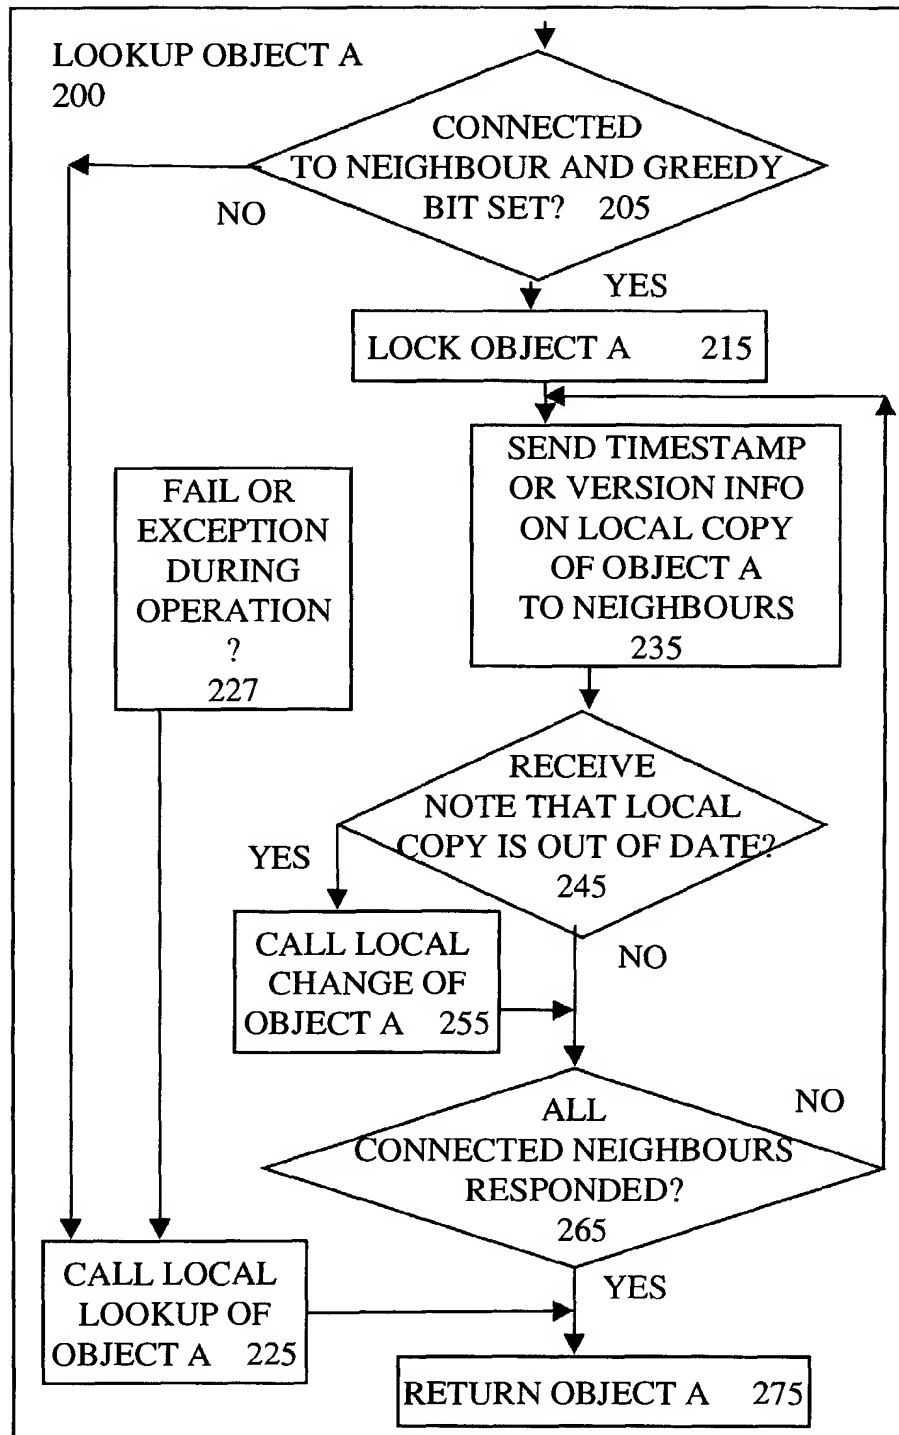 LOOKUP OBJECT A
200
CONNECTED
TO NEIGHBOUR AND GREEDY
BIT SET? 205
NO
YES
LOCK OBJECT A 215
SEND TIMESTAMP
OR VERSION INFO
ON LOCAL COPY
OF OBJECT A
TO NEIGHBOURS
235
FAIL OR
EXCEPTION
DURING
OPERATION
?
227
RECEIVE
NOTE THAT LOCAL
COPY IS OUT OF DATE?
245
YES
NO
CALL LOCAL
CHANGE OF
OBJECT A 255
ALL
CONNECTED NEIGHBOURS
RESPONDED?
265
NO
YES
CALL LOCAL
LOOKUP OF
OBJECT A 225
RETURN OBJECT A 275